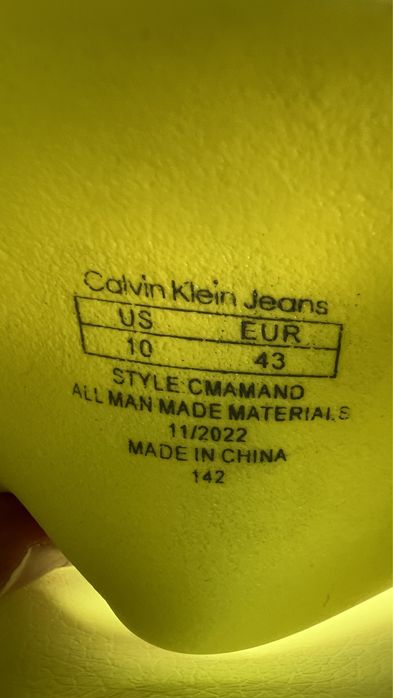 Calvin Klein Jeans
US EUR
10 43
STYLE:CMAMAND
ALL MAN MADE MATERIALS
11/2022
MADE IN CHINA
142